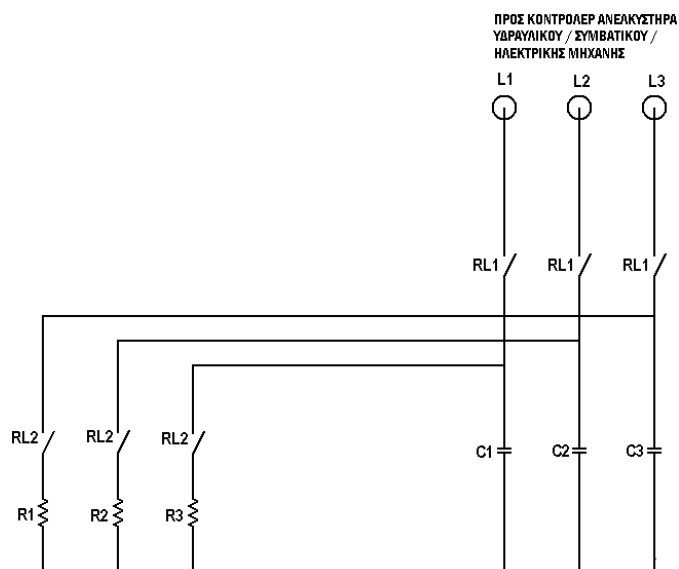 ΠΡΟΣ ΚΟΝΤΡΟΛΕΡ ΑΝΕΛΚΥΣΤΗΡΑ
ΥΔΡΑΥΛΙΚΟΥ / ΣΥΜΒΑΤΙΚΟΥ /
ΗΛΕΚΤΡΙΚΗΣ ΜΗΧΑΝΗΣ
L1 L2 L3
RL1 RL1 RL1
RL2 RL2 RL2 C1 C2 C3
R1 R2 R3